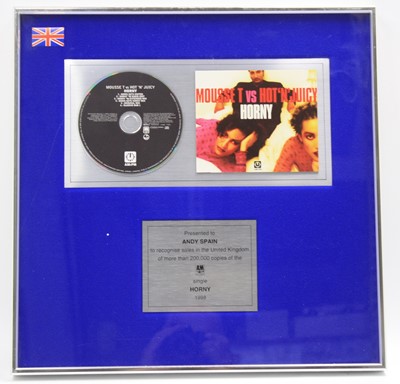 MOUSSE T VS HOT'N'JUICY
HORNY
MOUSSE T vs HOT'N'JUICY
HORNY
Presented to
ANDY SPAIN
to recognise sales in the United Kingdom
of more than 200,000 copies of the
A&M
single
HORNY
1998